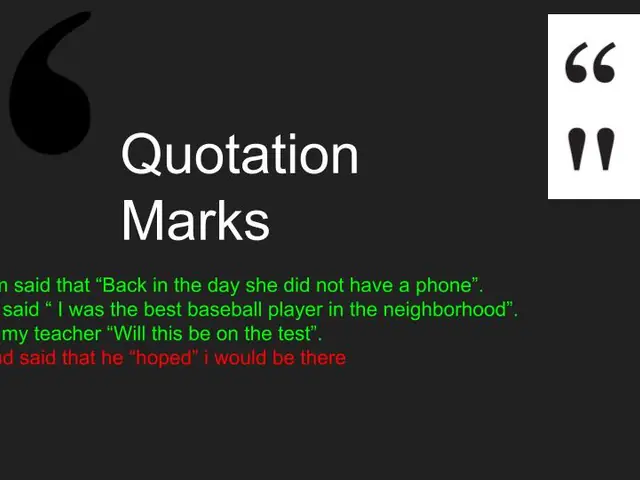 Quotation
Marks
m said that “Back in the day she did not have a phone”.
said “ I was the best baseball player in the neighborhood”.
my teacher “Will this be on the test”.
said that he “hoped” i would be there